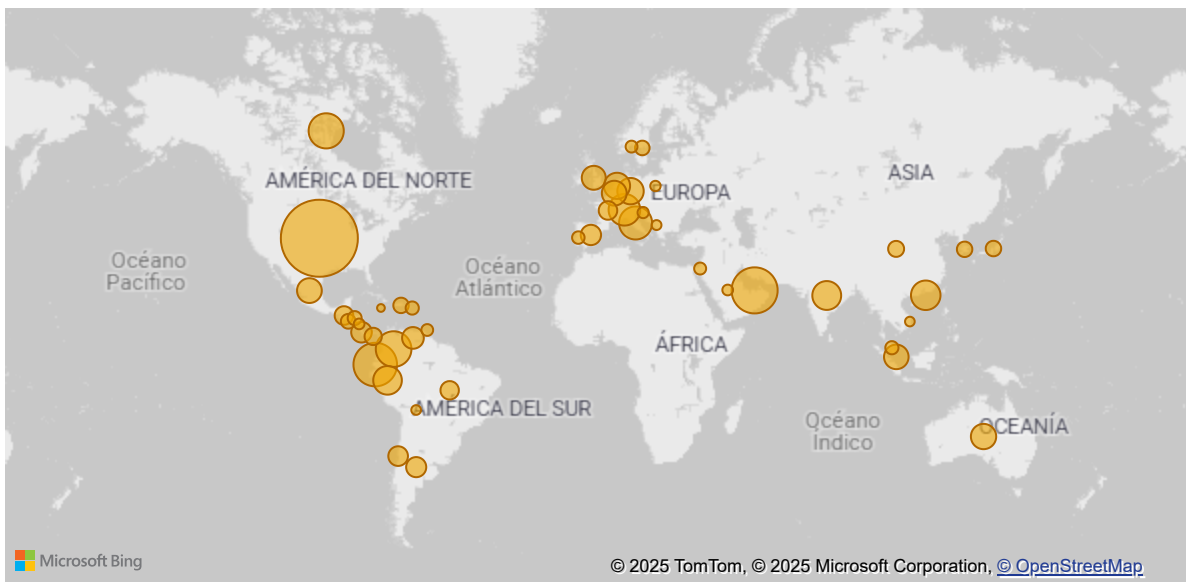 AMÉRICA DEL NORTE
ASIA
EUROPA
Océano
Pacífico
Océano
Atlántico
ÁFRICA
AMÉRICA DEL SUR
Océano
Índico
OCEANÍA
Microsoft Bing
© 2025 TomTom, © 2025 Microsoft Corporation, © OpenStreetMap